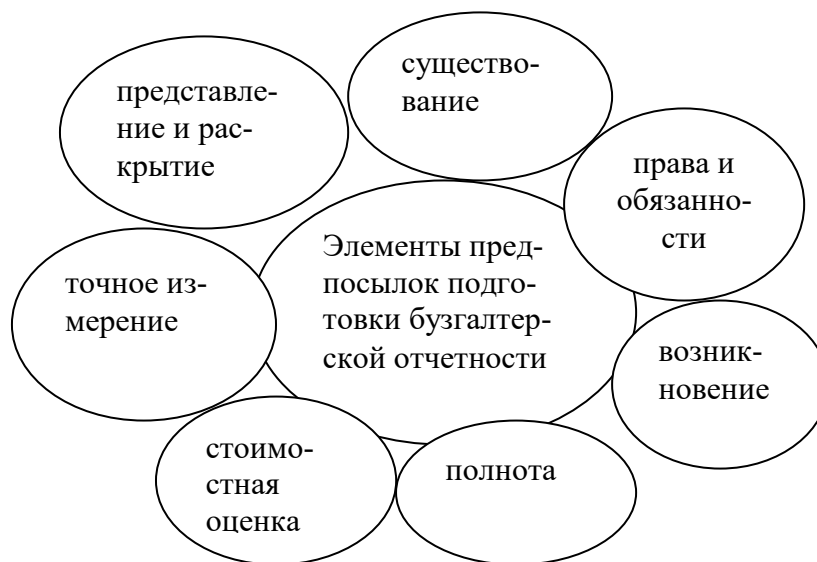 существо-
вание
представле-
ние и рас-
крытие
права и
обязанно-
сти
Элементы пред-
посылок подго-
товки бузгалтер-
ской отчетности
точное из-
мерение
возник-
новение
стоимо-
стная
оценка
полнота